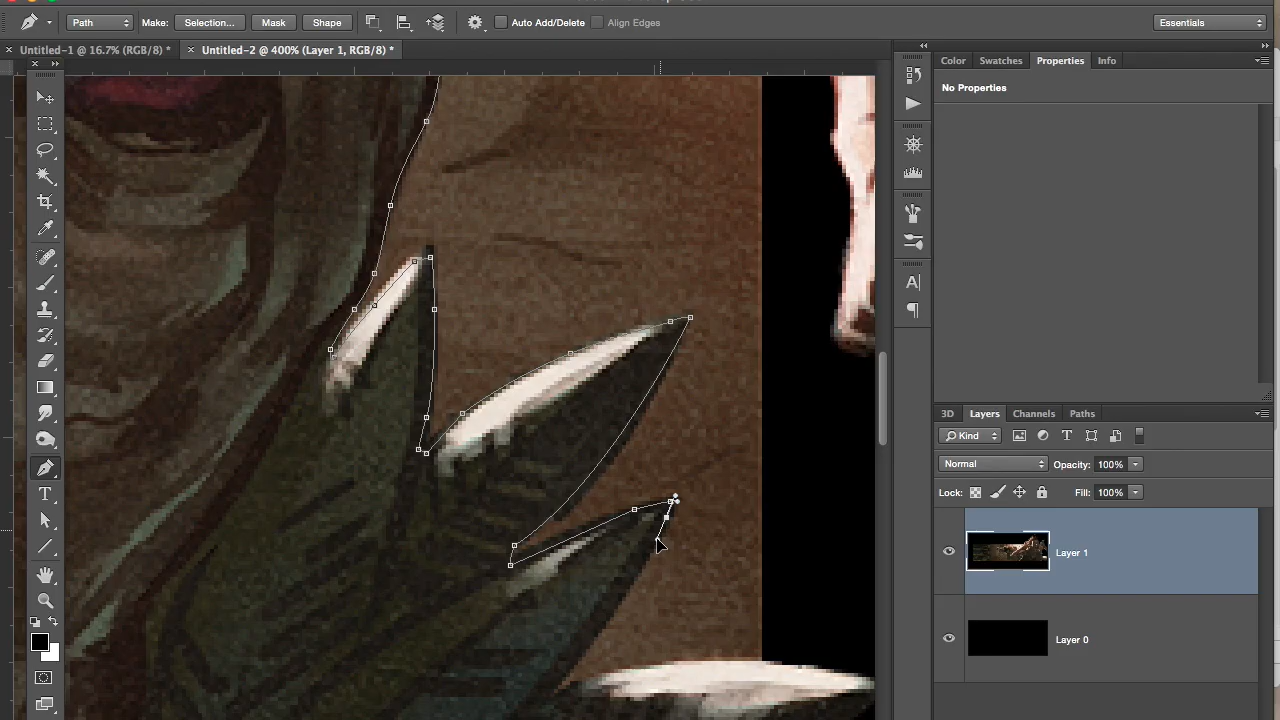 Path Make: Selection... Mask Shape Auto Add/Delete Align Edges Essentials
Untitled-1 @ 16.7% (RGB/8) * Untitled-2 @ 400% (Layer 1, RGB/8) *
Color Swatches Properties Info
No Properties
3D Layers Channels Paths
Kind
Normal Opacity: 100%
Lock: Fill: 100%
Layer 1
Layer 0